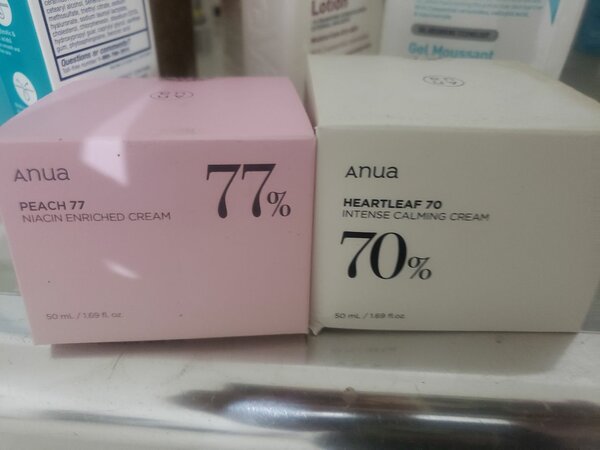 Lotion
Gel Moussant
Questions or comments?
Anua
PEACH 77
NIACIN ENRICHED CREAM
77%
50 mL / 1.69 fl.oz.
Anua
HEARTLEAF 70
INTENSE CALMING CREAM
70%
50 mL / 1.69 fl.oz.